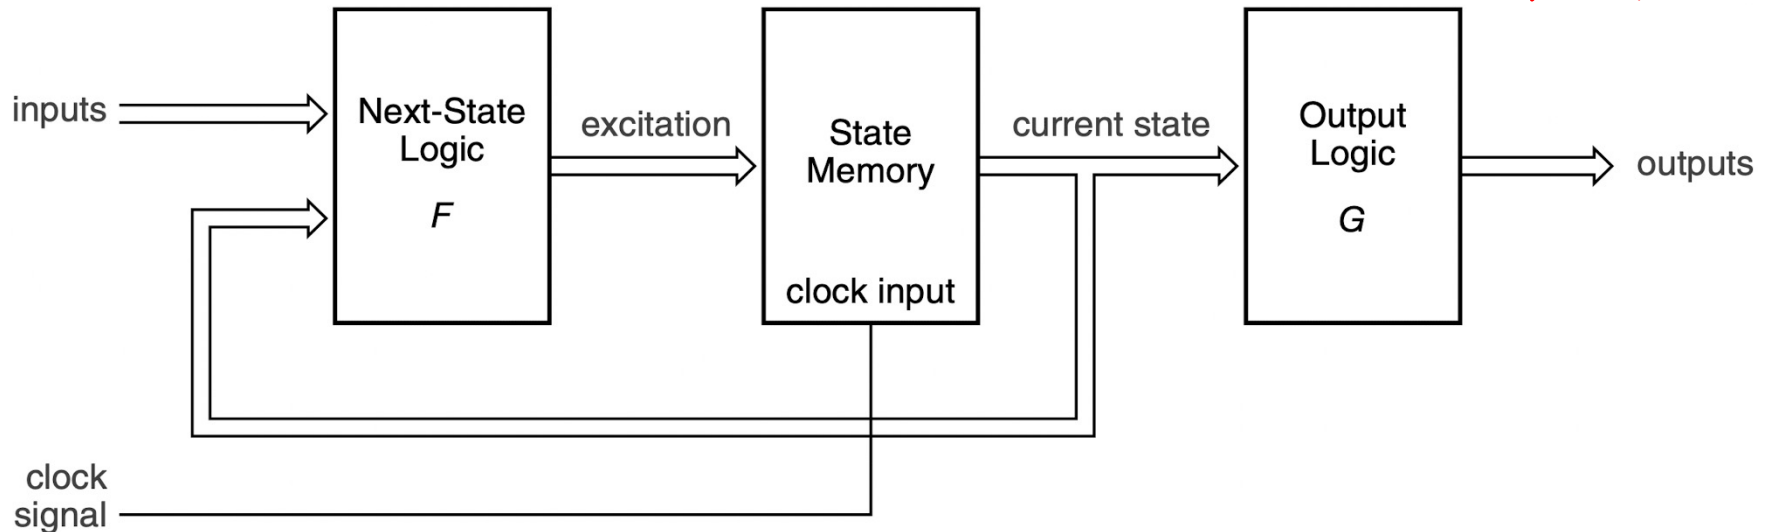 inputs
Next-State
Logic
F
excitation
State
Memory
clock input
current state
Output
Logic
G
outputs
clock
signal